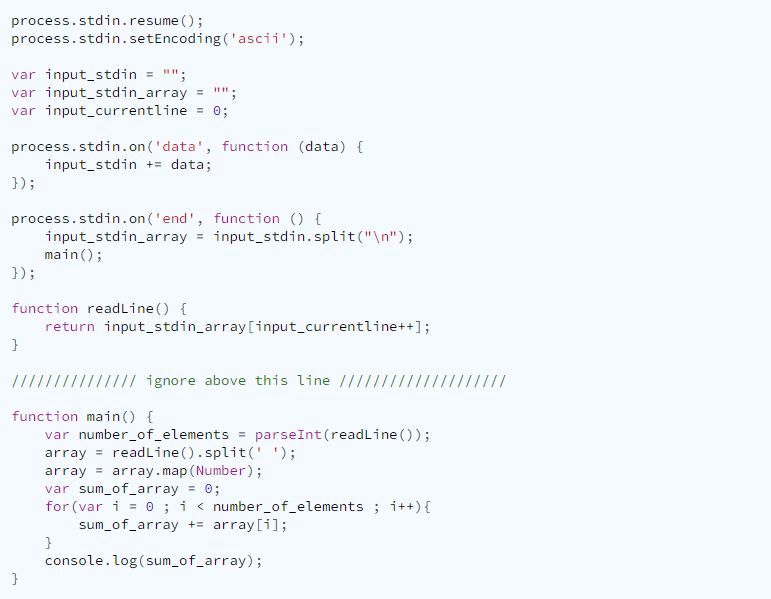 process.stdin.resume();
process.stdin.setEncoding('ascii');
var input_stdin = "";
var input_stdin_array = "";
var input_currentline = 0;
process.stdin.on('data', function (data) {
    input_stdin += data;
});
process.stdin.on('end', function () {
    input_stdin_array = input_stdin.split("\n");
    main();
});
function readLine() {
    return input_stdin_array[input_currentline++];
}
/////////////// ignore above this line ////////////////////
function main() {
    var number_of_elements = parseInt(readLine());
    array = readLine().split(' ');
    array = array.map(Number);
    var sum_of_array = 0;
    for(var i = 0 ; i < number_of_elements ; i++){
        sum_of_array += array[i];
    }
    console.log(sum_of_array);
}